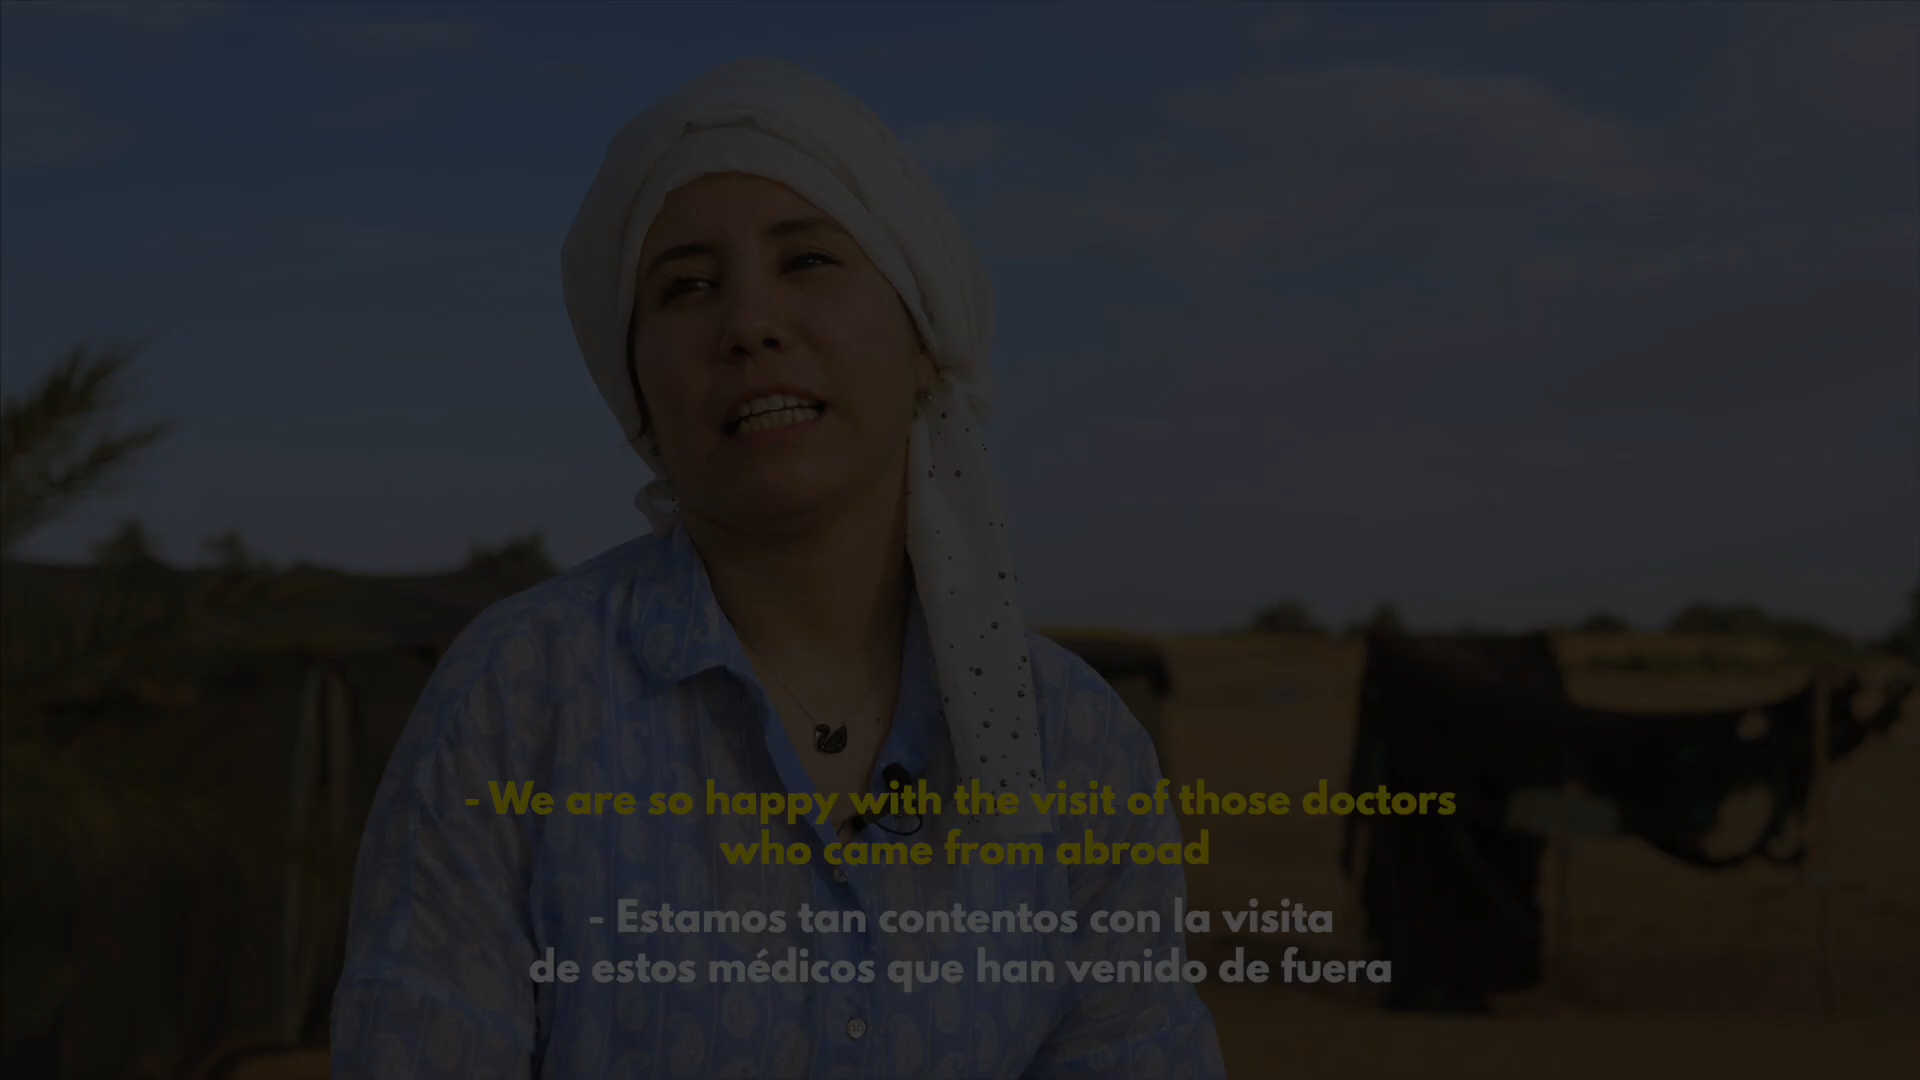 - We are so happy with the visit of those doctors
who came from abroad
- Estamos tan contentos con la visita
de estos médicos que han venido de fuera